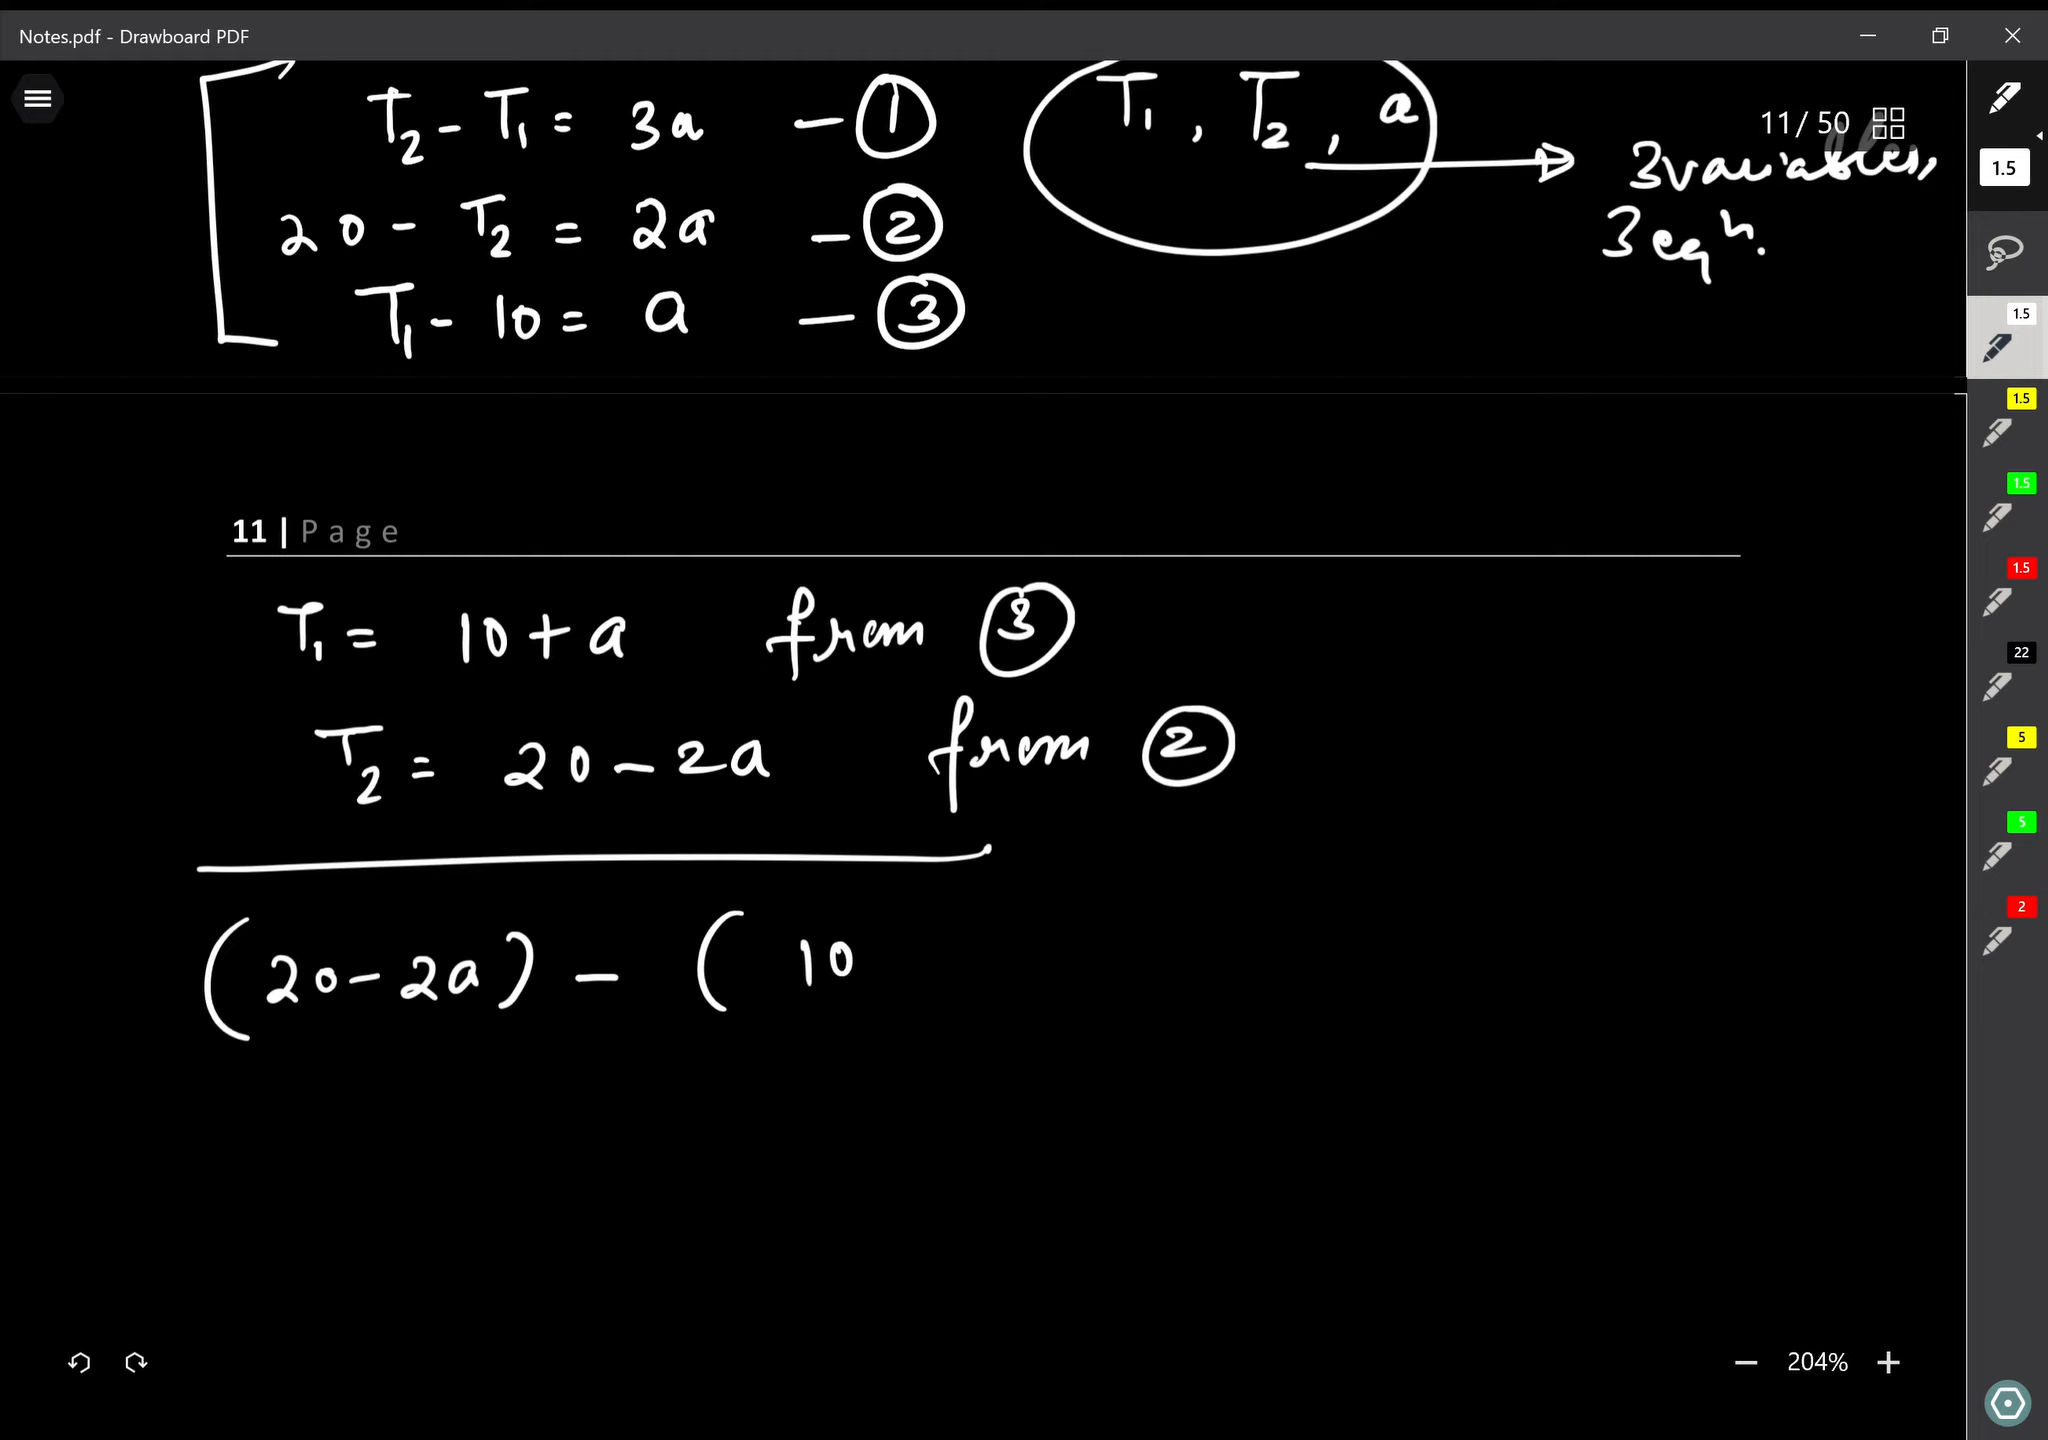 Notes.pdf - Drawboard PDF
T₂ - T₁ = 3a - ①
T₁, T₂, a
11 / 50
1.5
3 variables,
20 - T₂ = 2a - ②
3 eqⁿ.
T₁ - 10 = a - ③
1.5
1.5
1.5
1.5
22
5
5
2
11 | Page
T₁ = 10 + a from ③
T₂ = 20 - 2a from ②
(20 - 2a) - ( 10
204%